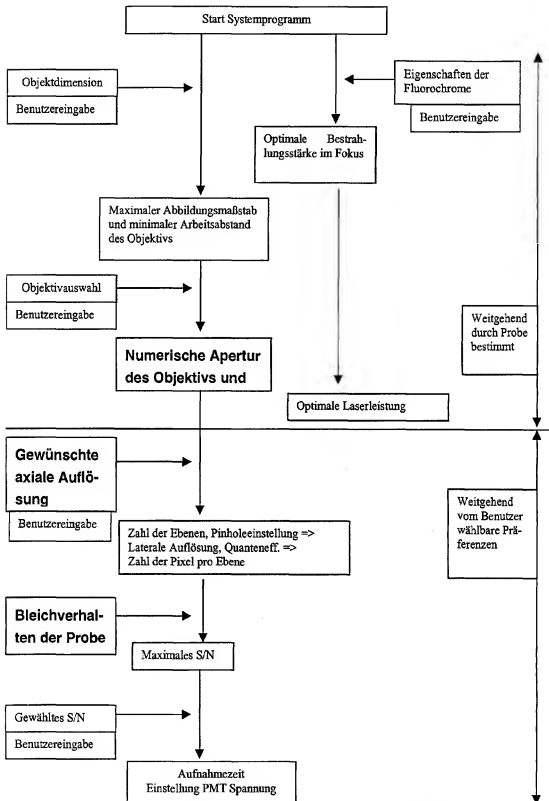 Start Systemprogramm
Objektdimension
Benutzereingabe
Eigenschaften der
Fluorochrome
Benutzereingabe
Optimale Bestrah-
lungsstärke im Fokus
Maximaler Abbildungsmaßstab
und minimaler Arbeitsabstand
des Objektivs
Objektivauswahl
Benutzereingabe
Numerische Apertur
des Objektivs und
Weitgehend
durch Probe
bestimmt
Optimale Laserleistung
Gewünschte
axiale Auflö-
sung
Benutzereingabe
Zahl der Ebenen, Pinholeeinstellung =>
Laterale Auflösung, Quanteneff. =>
Zahl der Pixel pro Ebene
Weitgehend
vom Benutzer
wählbare Prä-
ferenzen
Bleichverhal-
ten der Probe
Maximales S/N
Gewähltes S/N
Benutzereingabe
Aufnahmezeit
Einstellung PMT Spannung